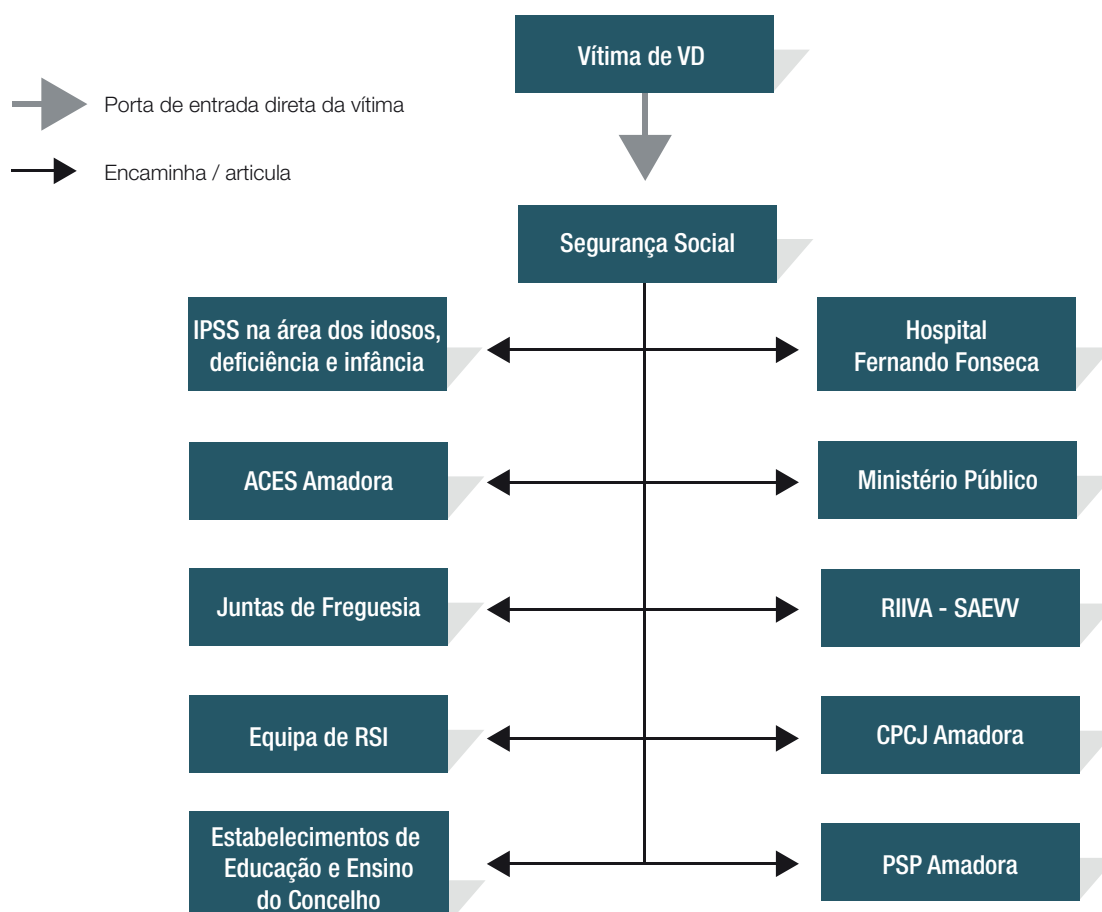 Vítima de VD
Porta de entrada direta da vítima
Encaminha / articula
Segurança Social
IPSS na área dos idosos,
deficiência e infância
Hospital
Fernando Fonseca
ACES Amadora
Ministério Público
Juntas de Freguesia
RIIVA - SAEVV
Equipa de RSI
CPCJ Amadora
Estabelecimentos de
Educação e Ensino
do Concelho
PSP Amadora